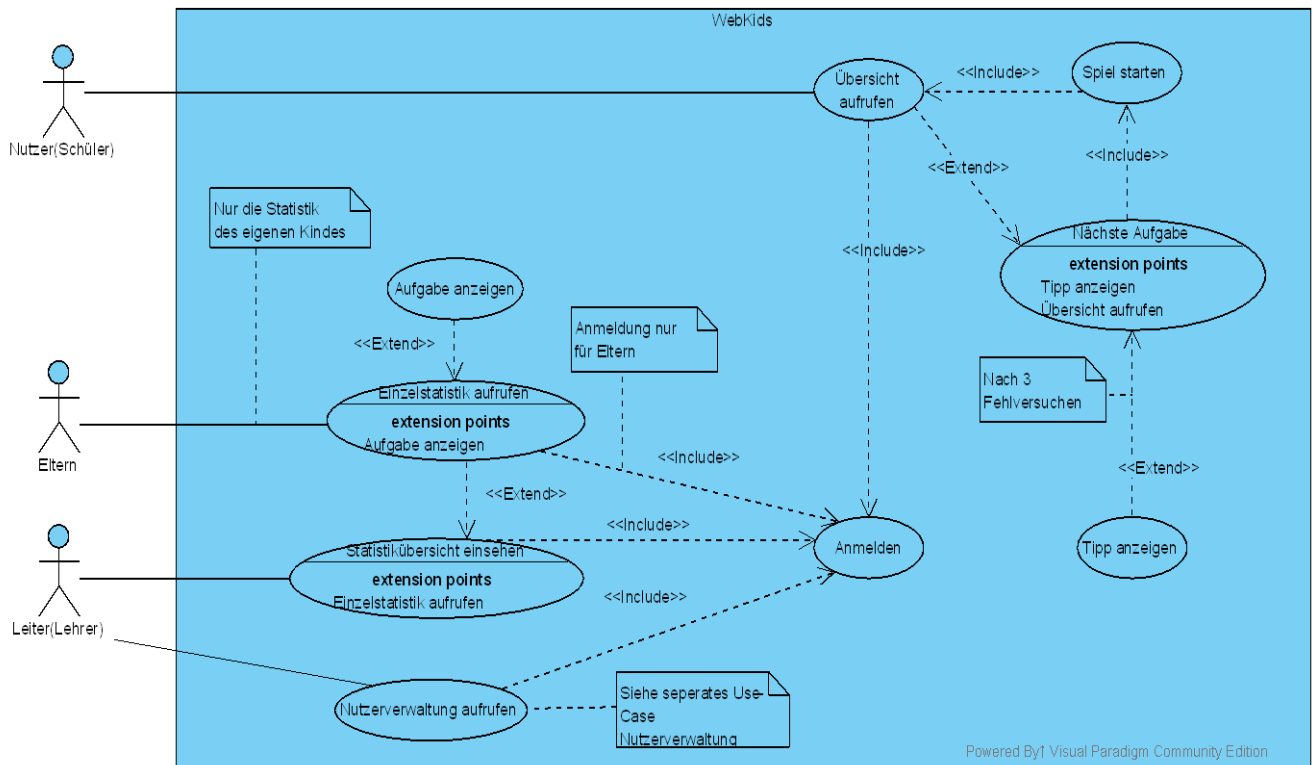 WebKids
Nutzer(Schüler)
Übersicht
aufrufen
<<Include>>
Spiel starten
<<Include>>
<<Extend>>
<<Include>>
Nächste Aufgabe
extension points
Tipp anzeigen
Übersicht aufrufen
Nur die Statistik
des eigenen Kindes
Aufgabe anzeigen
<<Extend>>
Anmeldung nur
für Eltern
Nach 3
Fehlversuchen
Eltern
Einzelstatistik aufrufen
extension points
Aufgabe anzeigen
<<Include>>
<<Extend>>
<<Extend>>
<<Include>>
Statistikübersicht einsehen
extension points
Einzelstatistik aufrufen
Anmelden
Tipp anzeigen
Leiter(Lehrer)
<<Include>>
Nutzerverwaltung aufrufen
Siehe seperates Use
Case
Nutzerverwaltung
Powered By† Visual Paradigm Community Edition